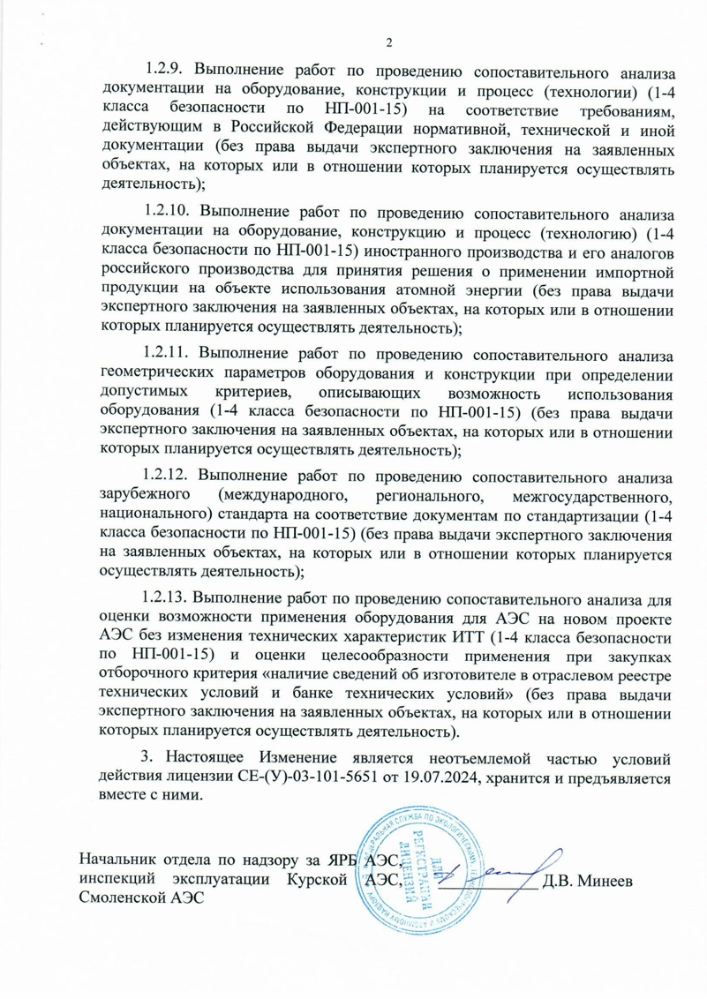 2
1.2.9. Выполнение работ по проведению сопоставительного анализа
документации на оборудование, конструкции и процесс (технологии) (1-4
класса безопасности по НП-001-15) на соответствие требованиям,
действующим в Российской Федерации нормативной, технической и иной
документации (без права выдачи экспертного заключения на заявленных
объектах, на которых или в отношении которых планируется осуществлять
деятельность);
1.2.10. Выполнение работ по проведению сопоставительного анализа
документации на оборудование, конструкцию и процесс (технологию) (1-4
класса безопасности по НП-001-15) иностранного производства и его аналогов
российского производства для принятия решения о применении импортной
продукции на объекте использования атомной энергии (без права выдачи
экспертного заключения на заявленных объектах, на которых или в отношении
которых планируется осуществлять деятельность);
1.2.11. Выполнение работ по проведению сопоставительного анализа
геометрических параметров оборудования и конструкции при определении
допустимых критериев, описывающих возможность использования
оборудования (1-4 класса безопасности по НП-001-15) (без права выдачи
экспертного заключения на заявленных объектах, на которых или в отношении
которых планируется осуществлять деятельность);
1.2.12. Выполнение работ по проведению сопоставительного анализа
зарубежного (международного, регионального, межгосударственного,
национального) стандарта на соответствие документам по стандартизации (1-4
класса безопасности по НП-001-15) (без права выдачи экспертного заключения
на заявленных объектах, на которых или в отношении которых планируется
осуществлять деятельность);
1.2.13. Выполнение работ по проведению сопоставительного анализа для
оценки возможности применения оборудования для АЭС на новом проекте
АЭС без изменения технических характеристик ИТТ (1-4 класса безопасности
по НП-001-15) и оценки целесообразности применения при закупках
отборочного критерия «наличие сведений об изготовителе в отраслевом реестре
технических условий и банке технических условий» (без права выдачи
экспертного заключения на заявленных объектах, на которых или в отношении
которых планируется осуществлять деятельность).
3. Настоящее Изменение является неотъемлемой частью условий
действия лицензии СЕ-(У)-03-101-5651 от 19.07.2024, хранится и предъявляется
вместе с ними.
Начальник отдела по надзору за ЯРБ АЭС,
инспекций эксплуатации Курской АЭС,
Смоленской АЭС
Д.В. Минеев
ФЕДЕРАЛЬНАЯ СЛУЖБА ПО ЭКОЛОГИЧЕСКОМУ, ТЕХНОЛОГИЧЕСКОМУ И АТОМНОМУ НАДЗОРУ
ДЛЯ
РЕГИСТРАЦИИ
ЛИЦЕНЗИЙ